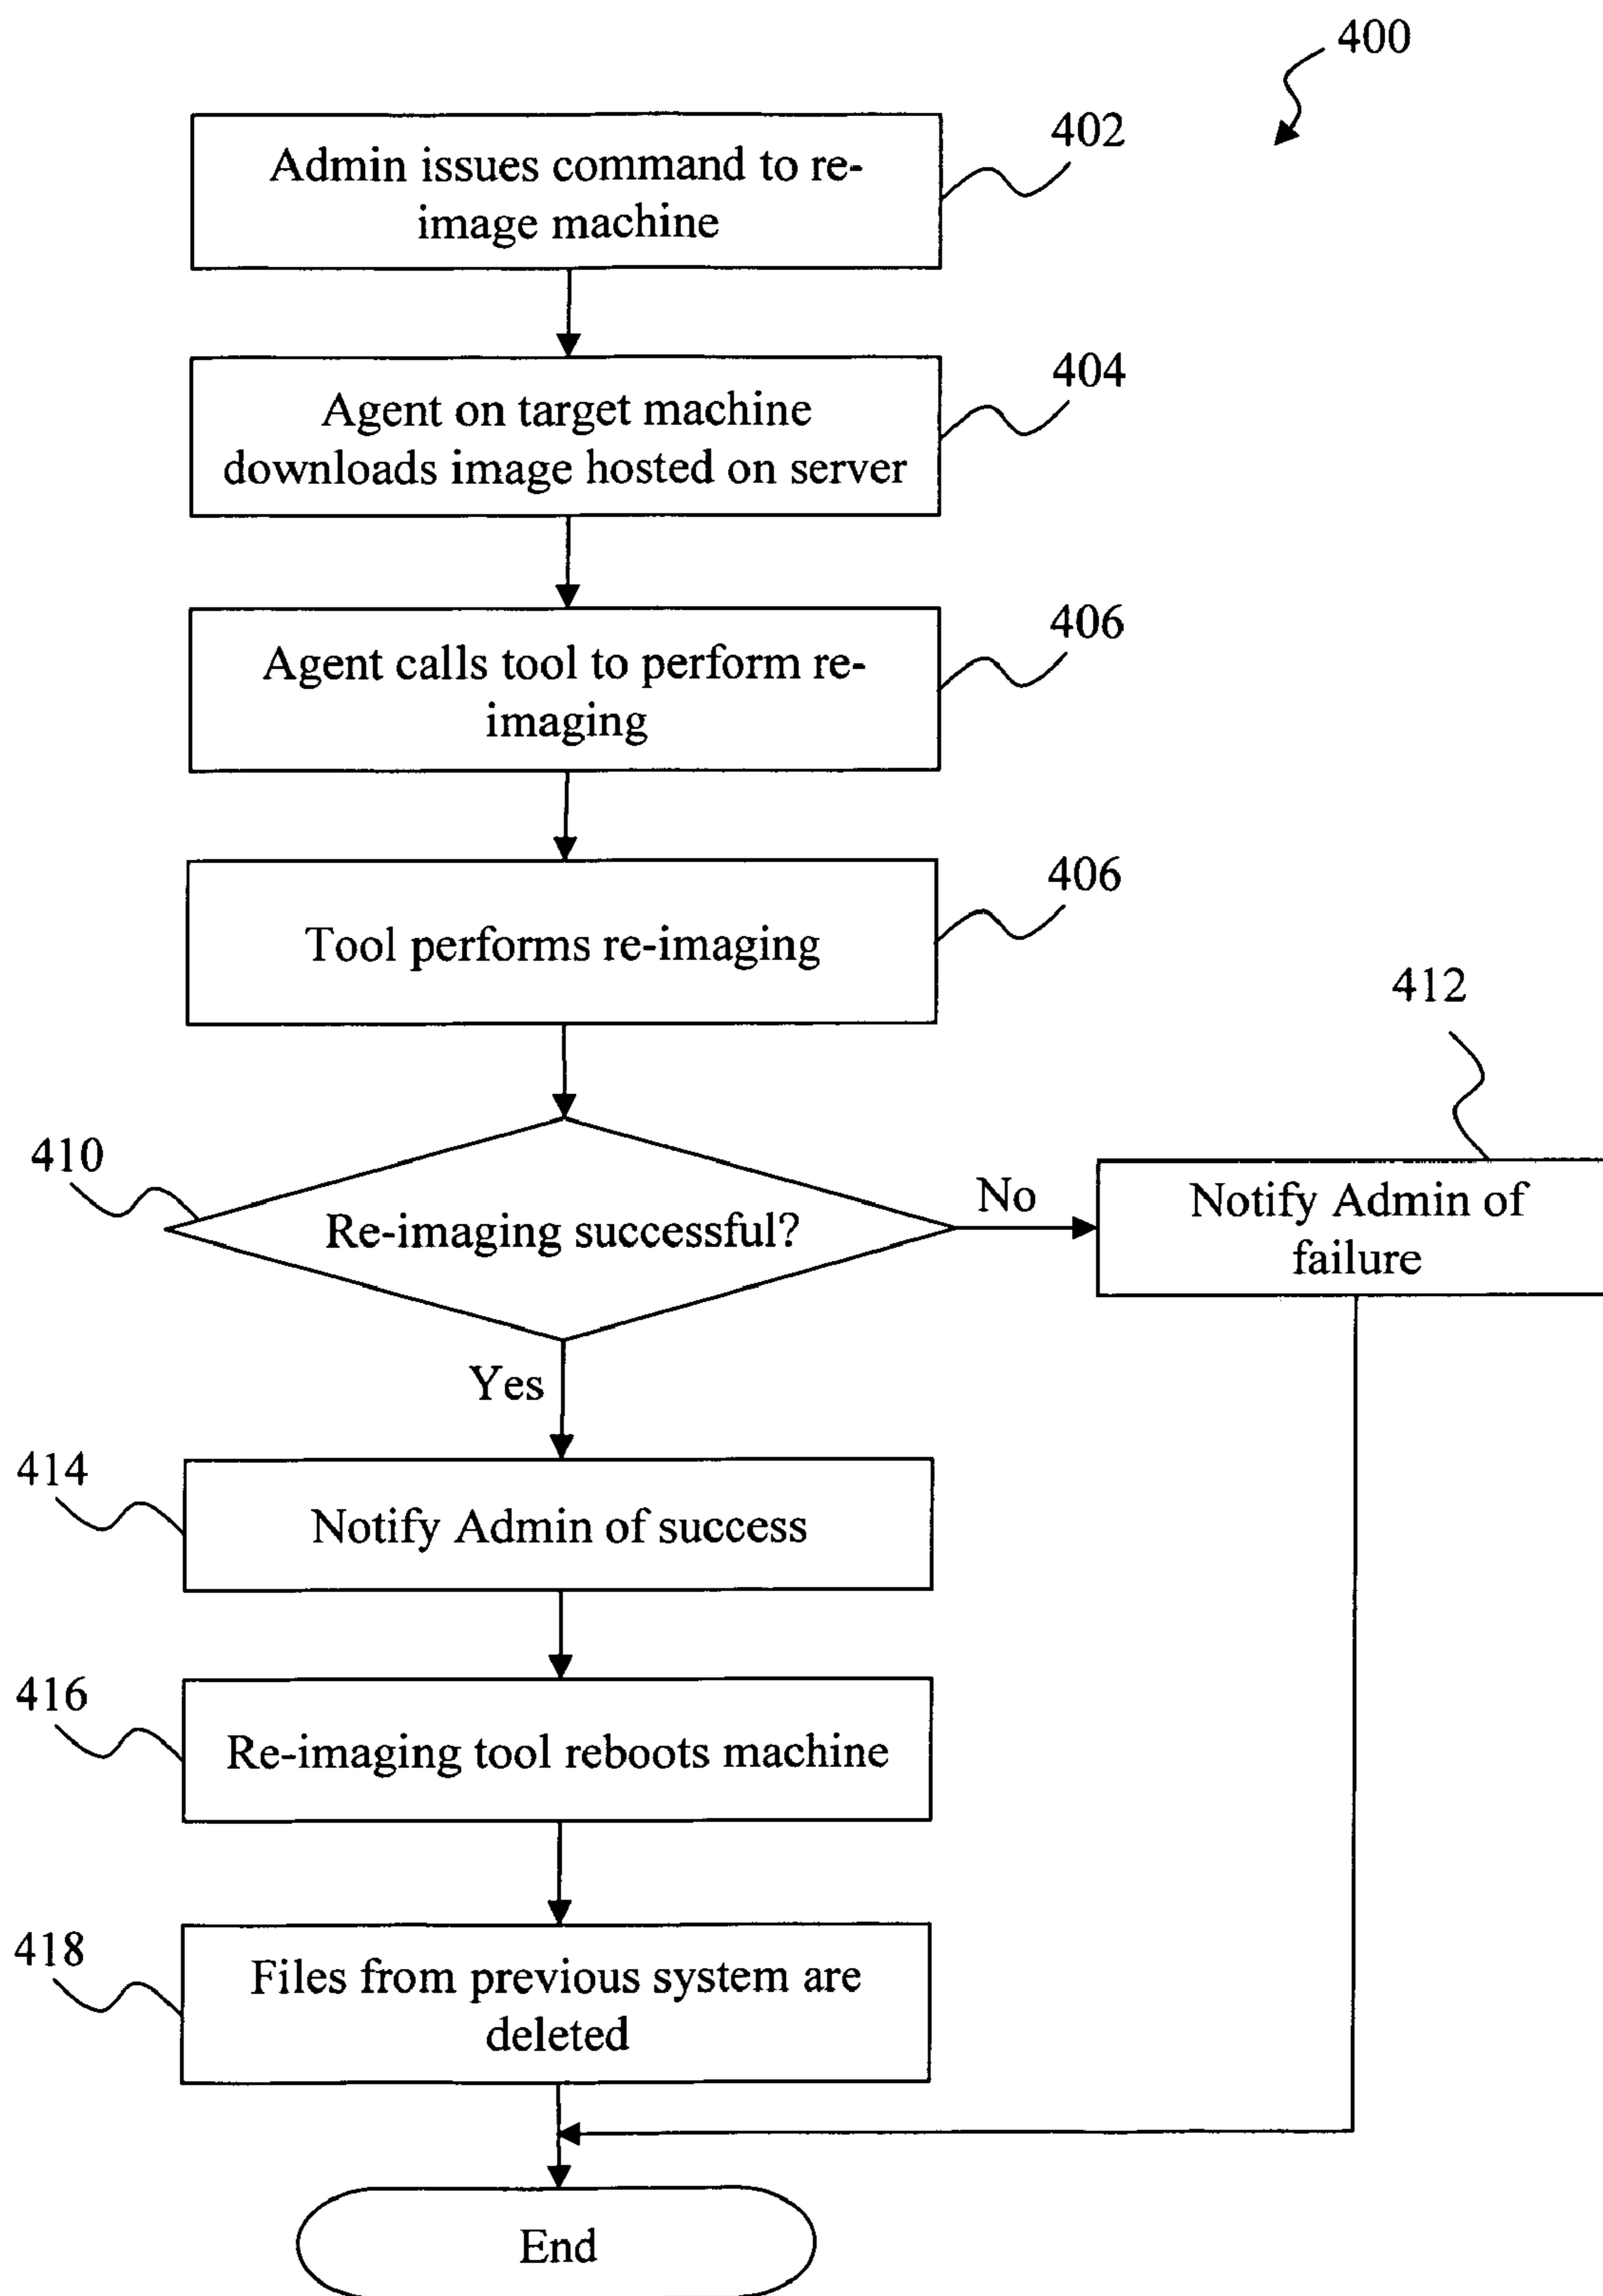 400
402
Admin issues command to re-
image machine
404
Agent on target machine
downloads image hosted on server
406
Agent calls tool to perform re-
imaging
406
Tool performs re-imaging
412
410
Re-imaging successful?
No
Notify Admin of
failure
Yes
414
Notify Admin of success
416
Re-imaging tool reboots machine
418
Files from previous system are
deleted
End